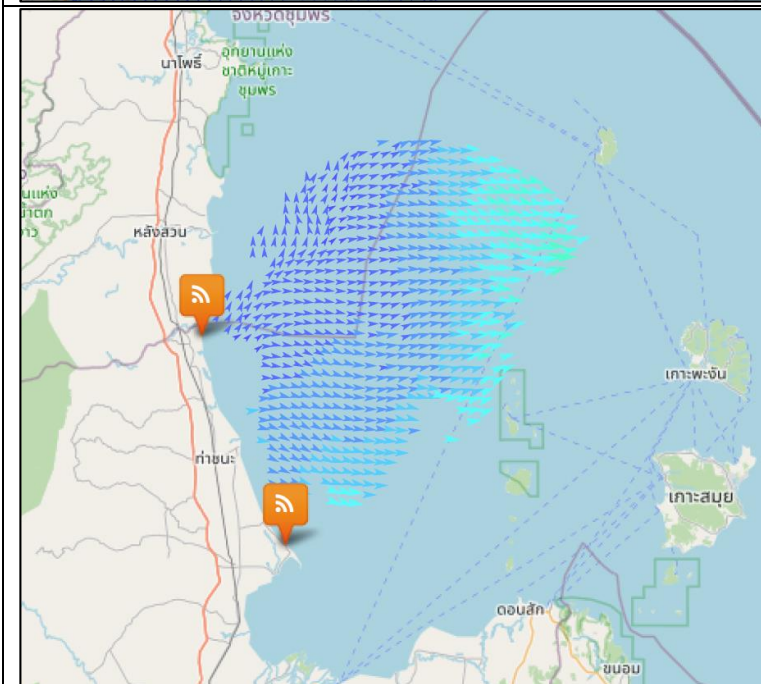 จังหวัดชุมพร
นาโพธิ์
อุทยานแห่ง
ชาติหมู่เกาะ
ชุมพร
หลังสวน
เกาะพะงัน
ท่าชนะ
เกาะสมุย
ดอนสัก
ขนอม